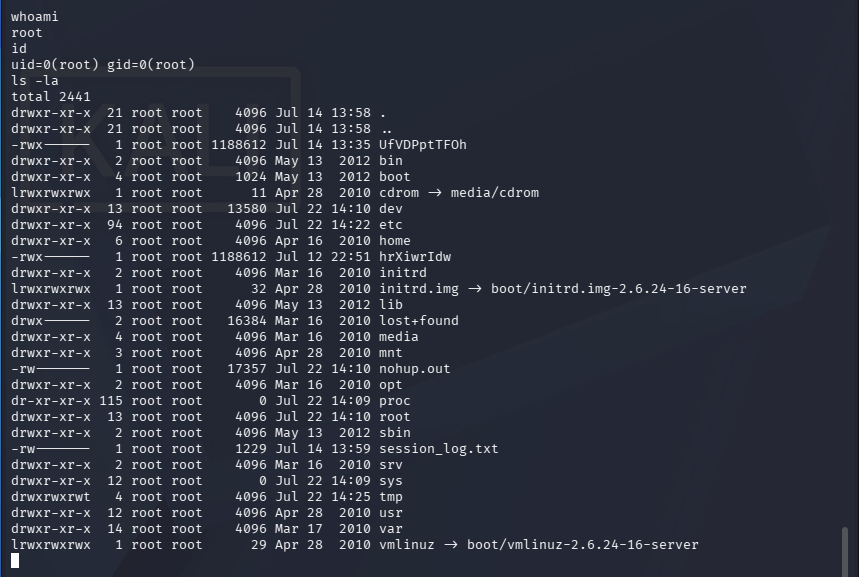 whoami
root
id
uid=0(root) gid=0(root)
ls -la
total 2441
drwxr-xr-x  21 root root    4096 Jul 14 13:58 .
drwxr-xr-x  21 root root    4096 Jul 14 13:58 ..
-rwx------   1 root root 1188612 Jul 14 13:35 UfVDPptTFOh
drwxr-xr-x   2 root root    4096 May 13  2012 bin
drwxr-xr-x   4 root root    1024 May 13  2012 boot
lrwxrwxrwx   1 root root      11 Apr 28  2010 cdrom -> media/cdrom
drwxr-xr-x  13 root root   13580 Jul 22 14:10 dev
drwxr-xr-x  94 root root    4096 Jul 22 14:22 etc
drwxr-xr-x   6 root root    4096 Apr 16  2010 home
-rwx------   1 root root 1188612 Jul 12 22:51 hrXiwrIdw
drwxr-xr-x   2 root root    4096 Mar 16  2010 initrd
lrwxrwxrwx   1 root root      32 Apr 28  2010 initrd.img -> boot/initrd.img-2.6.24-16-server
drwxr-xr-x  13 root root    4096 May 13  2012 lib
drwx------   2 root root   16384 Mar 16  2010 lost+found
drwxr-xr-x   4 root root    4096 Mar 16  2010 media
drwxr-xr-x   3 root root    4096 Apr 28  2010 mnt
-rw-------   1 root root   17357 Jul 22 14:10 nohup.out
drwxr-xr-x   2 root root    4096 Mar 16  2010 opt
dr-xr-xr-x 115 root root       0 Jul 22 14:09 proc
drwxr-xr-x  13 root root    4096 Jul 22 14:10 root
drwxr-xr-x   2 root root    4096 May 13  2012 sbin
-rw-------   1 root root    1229 Jul 14 13:59 session_log.txt
drwxr-xr-x   2 root root    4096 Mar 16  2010 srv
drwxr-xr-x  12 root root       0 Jul 22 14:09 sys
drwxrwxrwt   4 root root    4096 Jul 22 14:25 tmp
drwxr-xr-x  12 root root    4096 Apr 28  2010 usr
drwxr-xr-x  14 root root    4096 Mar 17  2010 var
lrwxrwxrwx   1 root root      29 Apr 28  2010 vmlinuz -> boot/vmlinuz-2.6.24-16-server